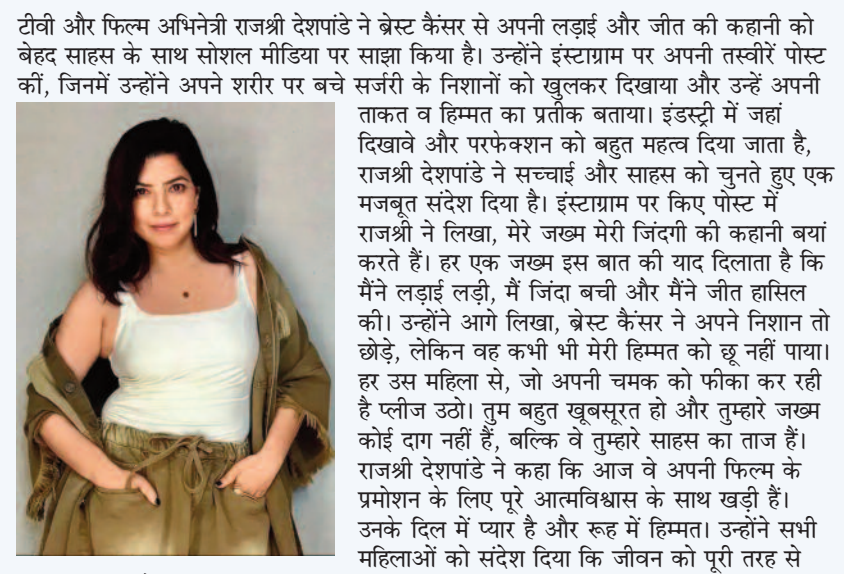 टीवी और फिल्म अभिनेत्री राजश्री देशपांडे ने ब्रेस्ट कैंसर से अपनी लड़ाई और जीत की कहानी को
बेहद साहस के साथ सोशल मीडिया पर साझा किया है। उन्होंने इंस्टाग्राम पर अपनी तस्वीरें पोस्ट
कीं, जिनमें उन्होंने अपने शरीर पर बचे सर्जरी के निशानों को खुलकर दिखाया और उन्हें अपनी
ताकत व हिम्मत का प्रतीक बताया। इंडस्ट्री में जहां
दिखावे और परफेक्शन को बहुत महत्व दिया जाता है,
राजश्री देशपांडे ने सच्चाई और साहस को चुनते हुए एक
मजबूत संदेश दिया है। इंस्टाग्राम पर किए पोस्ट में
राजश्री ने लिखा, मेरे जख्म मेरी जिंदगी की कहानी बयां
करते हैं। हर एक जख्म इस बात की याद दिलाता है कि
मैंने लड़ाई लड़ी, मैं जिंदा बची और मैंने जीत हासिल
की। उन्होंने आगे लिखा, ब्रेस्ट कैंसर ने अपने निशान तो
छोड़े, लेकिन वह कभी भी मेरी हिम्मत को छू नहीं पाया।
हर उस महिला से, जो अपनी चमक को फीका कर रही
है प्लीज उठो। तुम बहुत खूबसूरत हो और तुम्हारे जख्म
कोई दाग नहीं हैं, बल्कि वे तुम्हारे साहस का ताज हैं।
राजश्री देशपांडे ने कहा कि आज वे अपनी फिल्म के
प्रमोशन के लिए पूरे आत्मविश्वास के साथ खड़ी हैं।
उनके दिल में प्यार है और रूह में हिम्मत। उन्होंने सभी
महिलाओं को संदेश दिया कि जीवन को पूरी तरह से